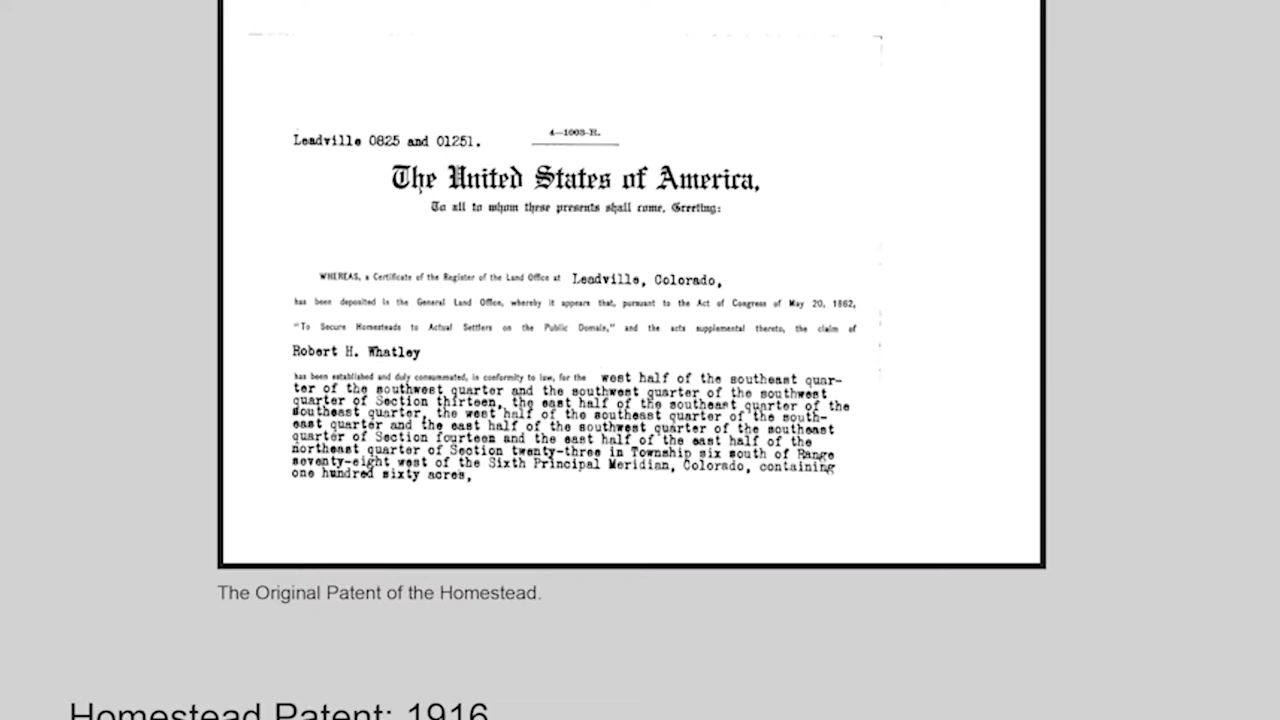 Leadville 0825 and 01251.
4—1003-R.
The United States of America,
To all to whom these presents shall come, Greeting:
WHEREAS, a Certificate of the Register of the Land Office at Leadville, Colorado,
has been deposited in the General Land Office, whereby it appears that, pursuant to the Act of Congress of May 20, 1862,
"To Secure Homesteads to Actual Settlers on the Public Domain," and the acts supplemental thereto, the claim of
Robert H. Whatley
has been established and duly consummated, in conformity to law, for the west half of the southeast quar-
ter of the southwest quarter and the southwest quarter of the southwest
quarter of Section thirteen, the east half of the southeast quarter of the
southeast quarter, the west half of the southeast quarter of the south-
east quarter and the east half of the southwest quarter of the southeast
quarter of Section fourteen and the east half of the east half of the
northeast quarter of Section twenty-three in Township six south of Range
seventy-eight west of the Sixth Principal Meridian, Colorado, containing
one hundred sixty acres,
The Original Patent of the Homestead.
Homestead Patent: 1916